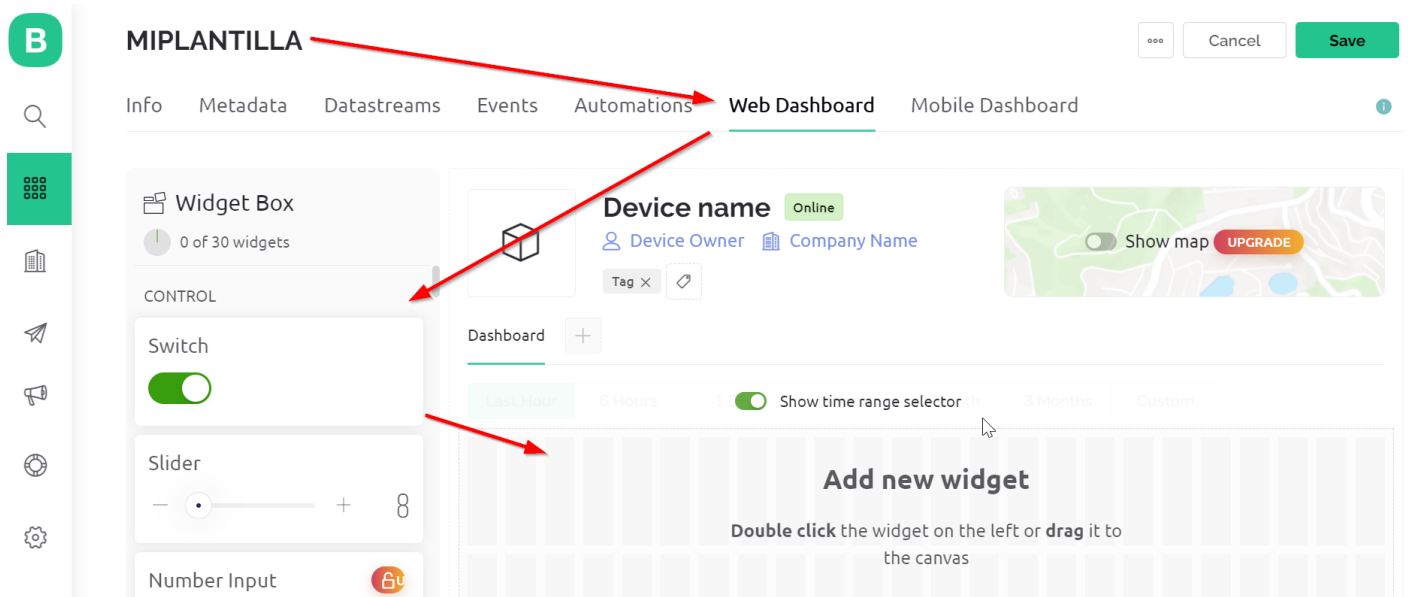 B
MIPLANTILLA
Cancel
Save
Info Metadata Datastreams Events Automations Web Dashboard Mobile Dashboard
Widget Box
0 of 30 widgets
CONTROL
Switch
Slider
8
Number Input
Device name Online
Device Owner Company Name
Tag
Show map UPGRADE
Dashboard
Last Hour 6 Hours Show time range selector 3 Months Custom
Add new widget
Double click the widget on the left or drag it to
the canvas